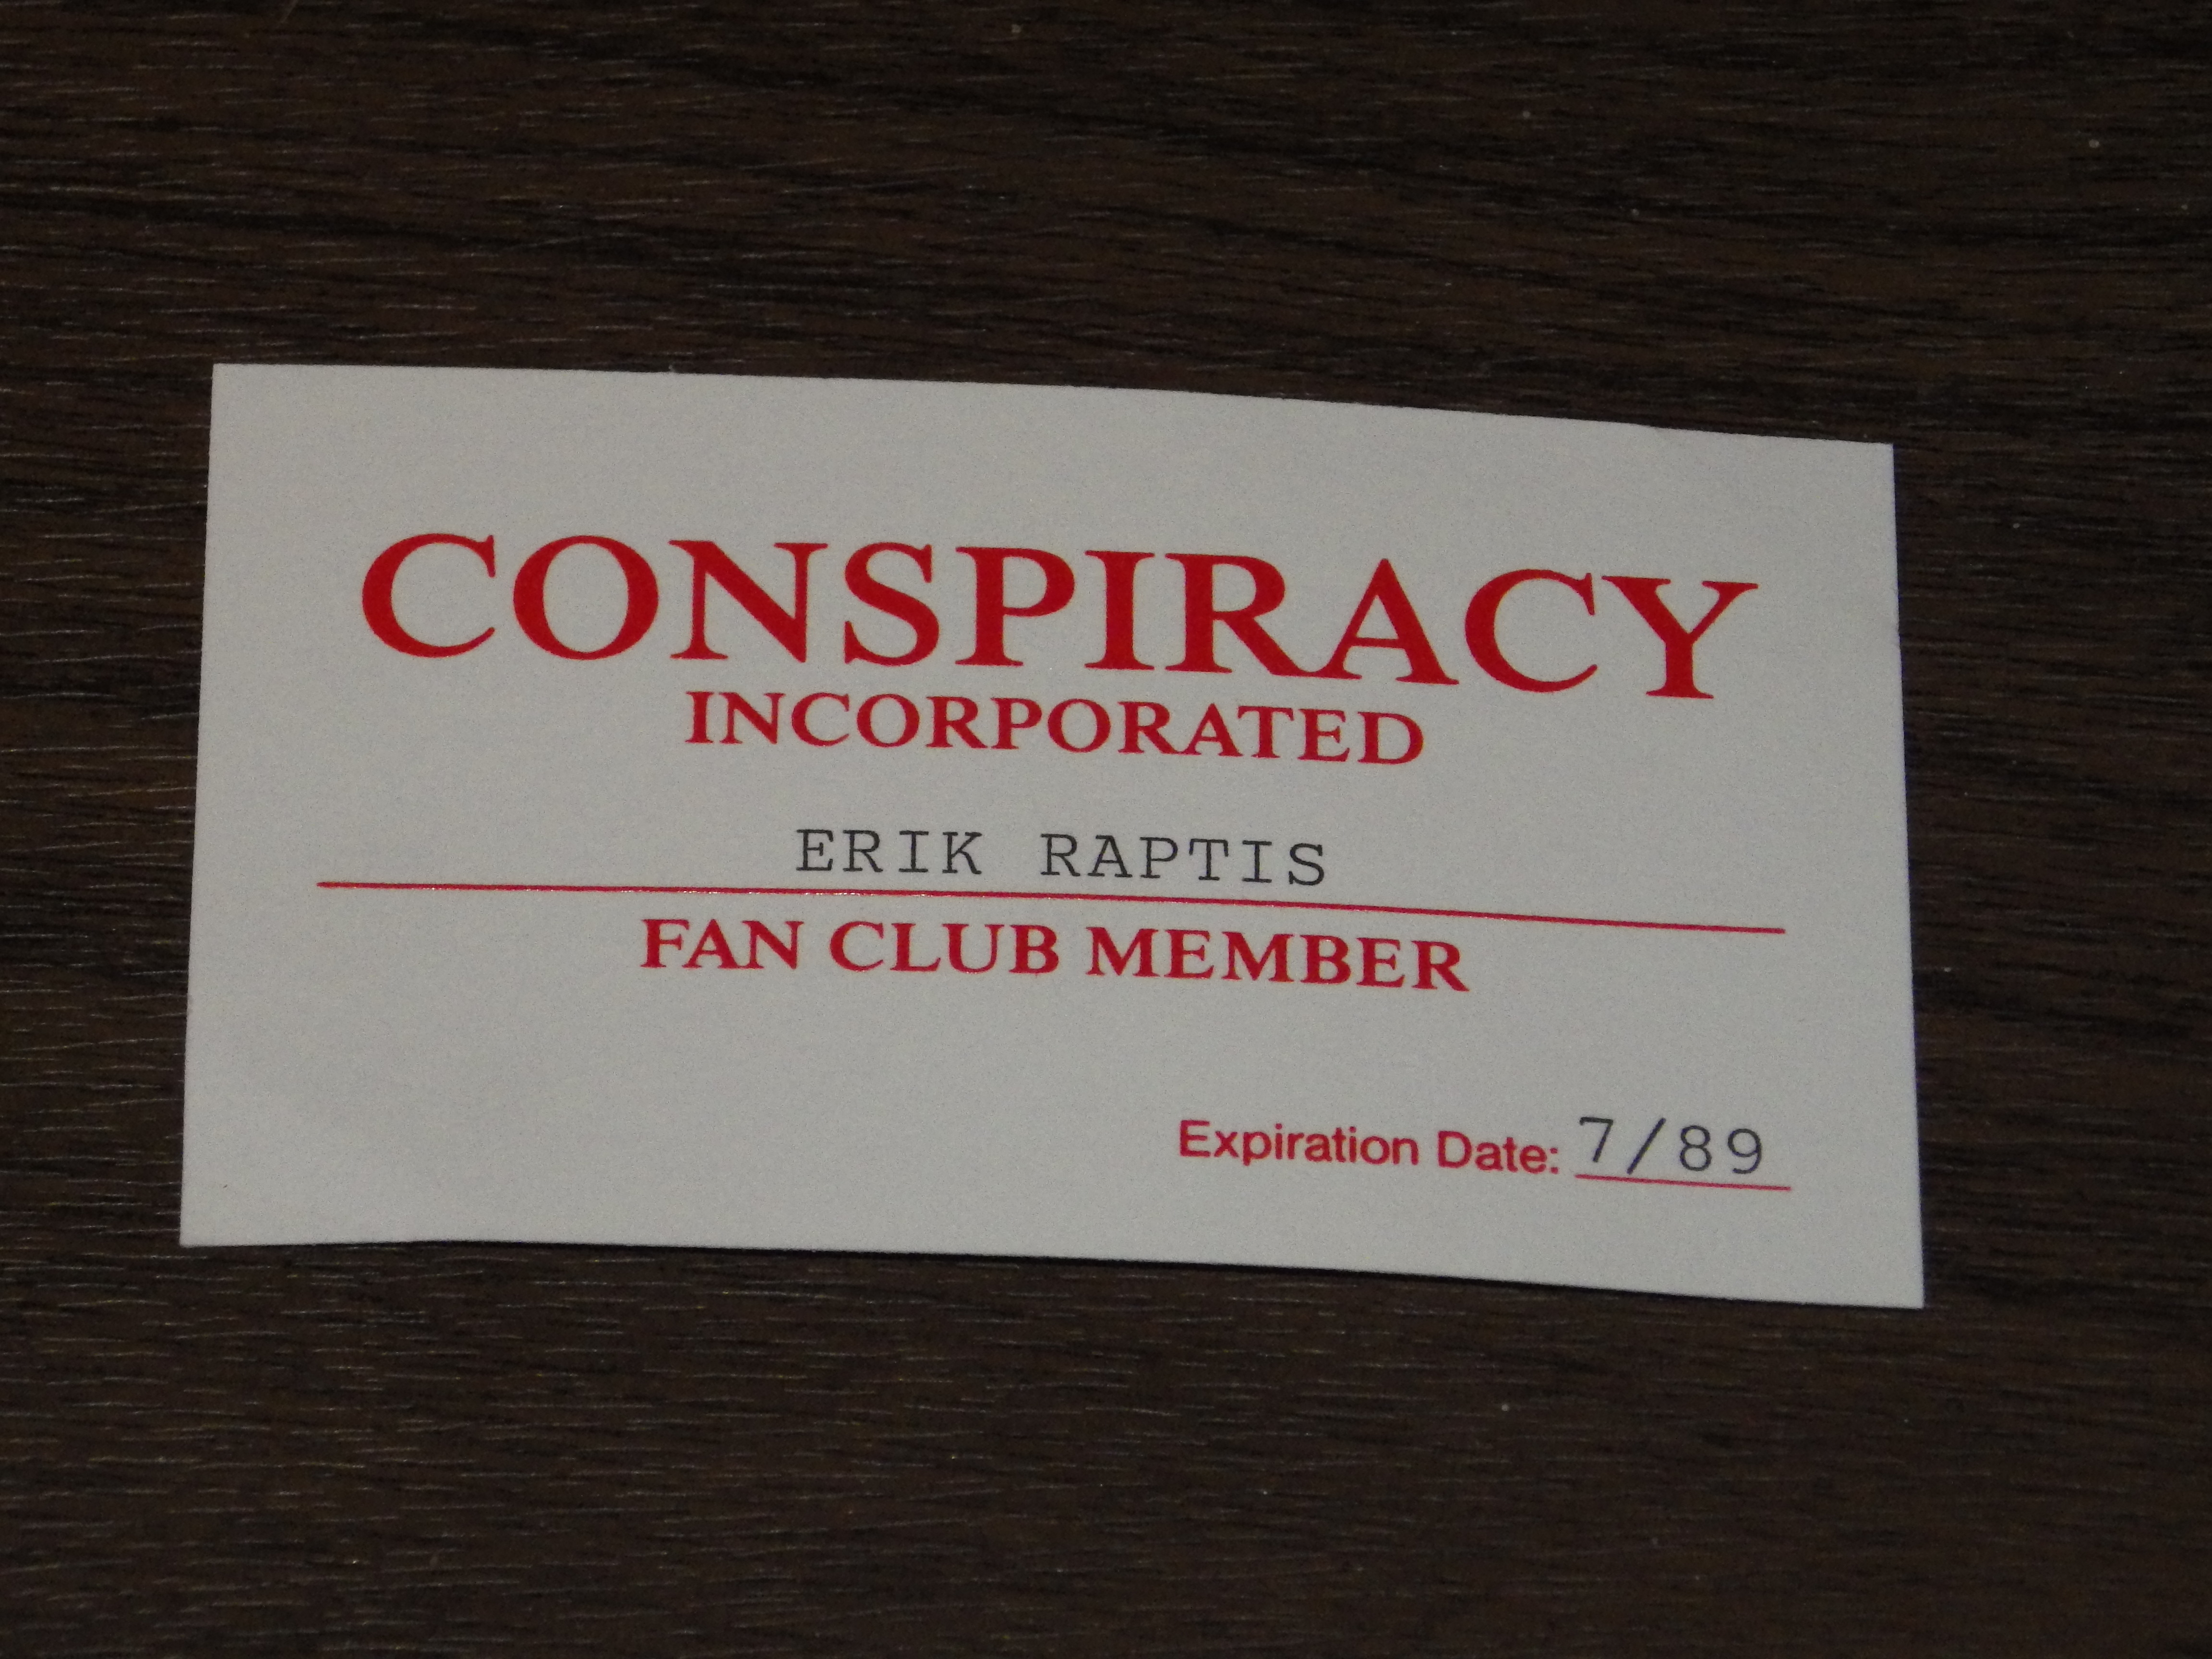 CONSPIRACY
INCORPORATED
ERIK RAPTIS
FAN CLUB MEMBER
Expiration Date: 7/89